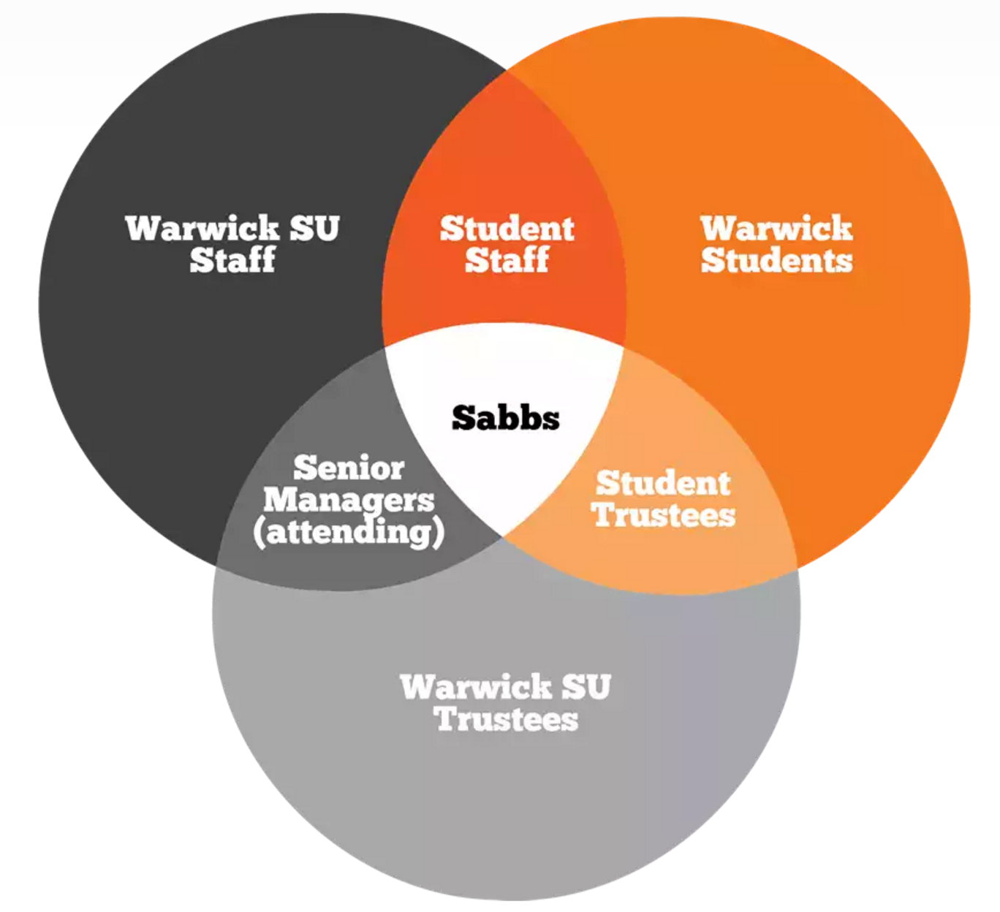 Warwick SU
Staff
Student
Staff
Warwick
Students
Sabbs
Senior
Managers
(attending)
Student
Trustees
Warwick SU
Trustees